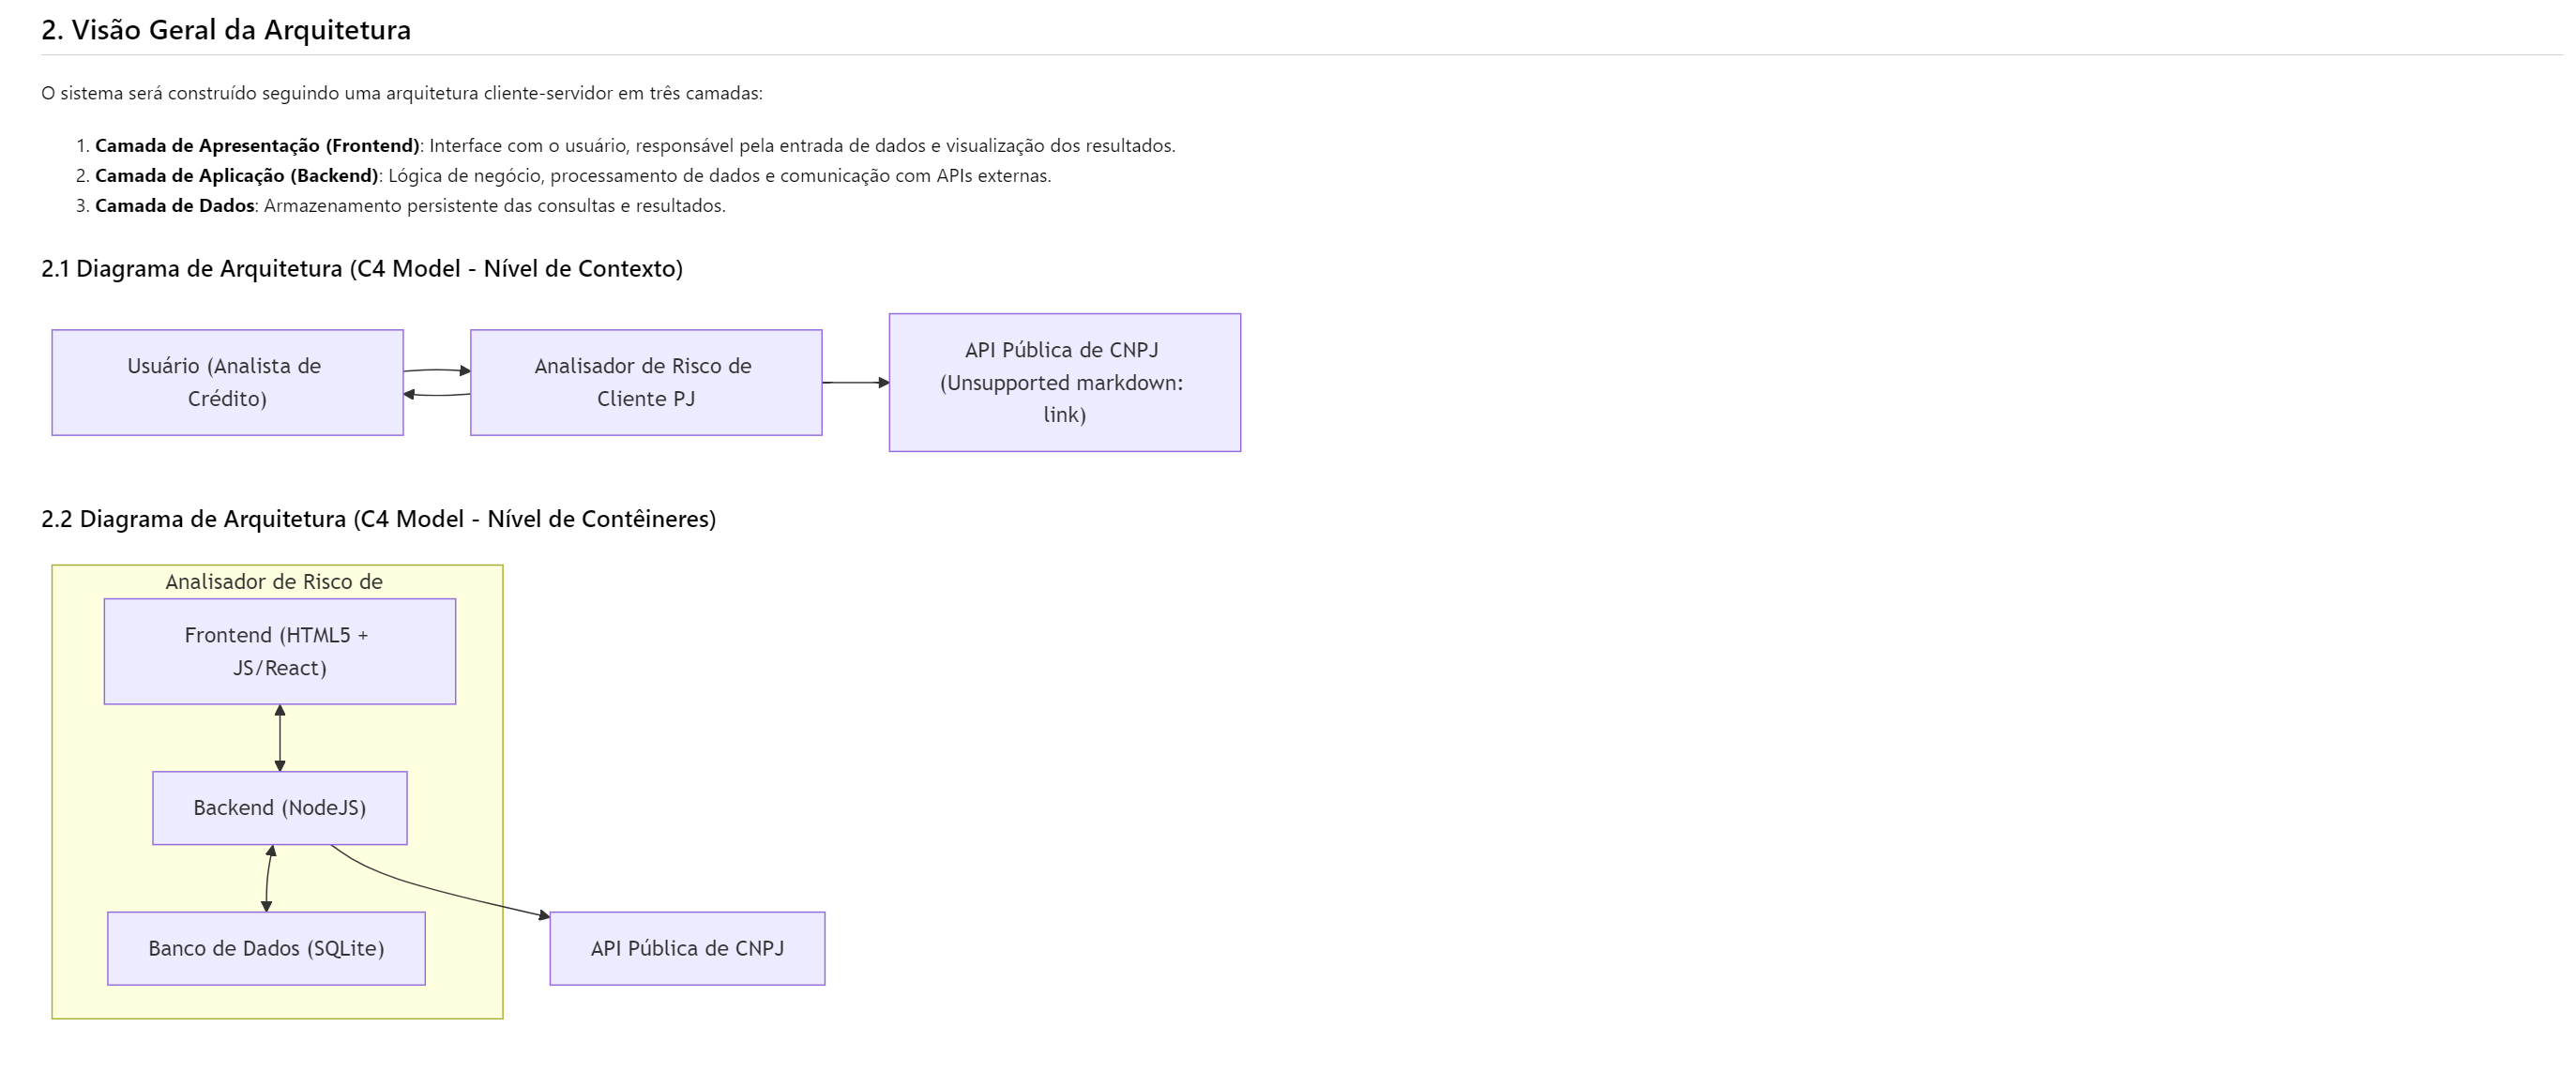 2. Visão Geral da Arquitetura
O sistema será construído seguindo uma arquitetura cliente-servidor em três camadas:
1. Camada de Apresentação (Frontend): Interface com o usuário, responsável pela entrada de dados e visualização dos resultados.
2. Camada de Aplicação (Backend): Lógica de negócio, processamento de dados e comunicação com APIs externas.
3. Camada de Dados: Armazenamento persistente das consultas e resultados.
2.1 Diagrama de Arquitetura (C4 Model - Nível de Contexto)
Usuário (Analista de
Crédito)
Analisador de Risco de
Cliente PJ
API Pública de CNPJ
(Unsupported markdown:
link)
2.2 Diagrama de Arquitetura (C4 Model - Nível de Contêineres)
Analisador de Risco de
Frontend (HTML5 +
JS/React)
Backend (NodeJS)
Banco de Dados (SQLite)
API Pública de CNPJ